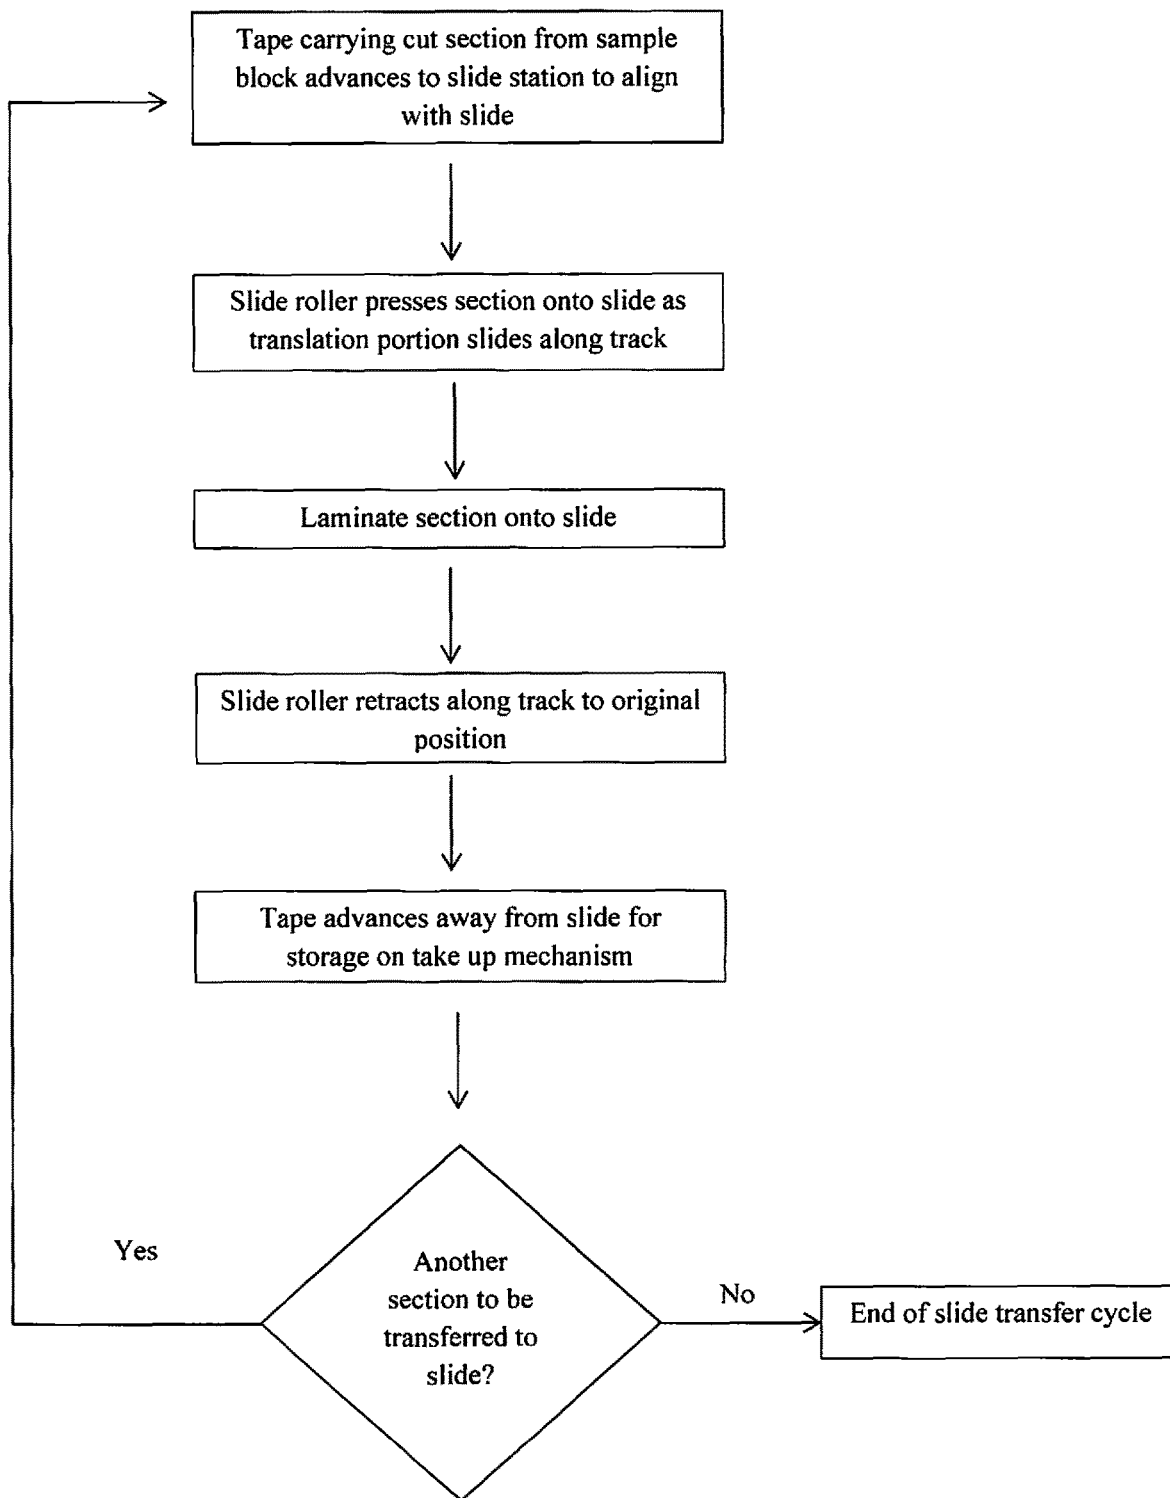 Tape carrying cut section from sample
block advances to slide station to align
with slide
Slide roller presses section onto slide as
translation portion slides along track
Laminate section onto slide
Slide roller retracts along track to original
position
Tape advances away from slide for
storage on take up mechanism
Another
section to be
transferred to
slide?
Yes
No
End of slide transfer cycle